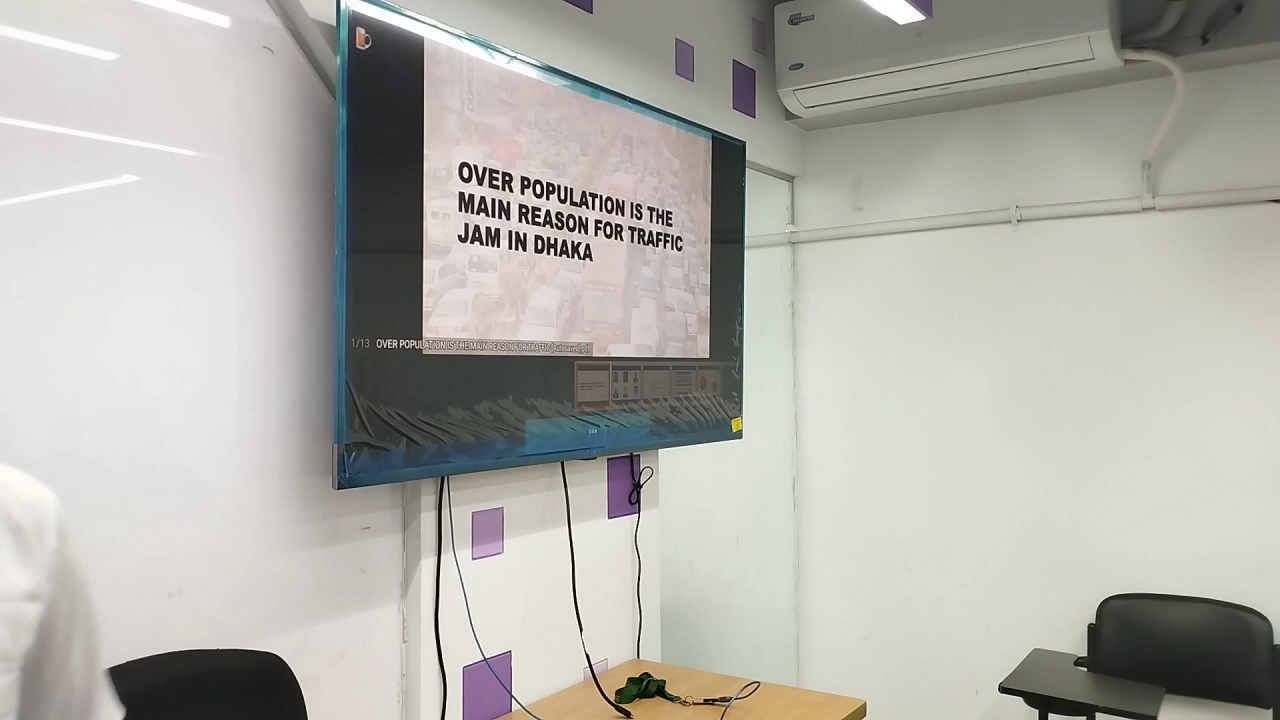 OVER POPULATION IS THE
MAIN REASON FOR TRAFFIC
JAM IN DHAKA
1/13 OVER POPULATION IS THE MAIN REASON FOR TRAFFIC